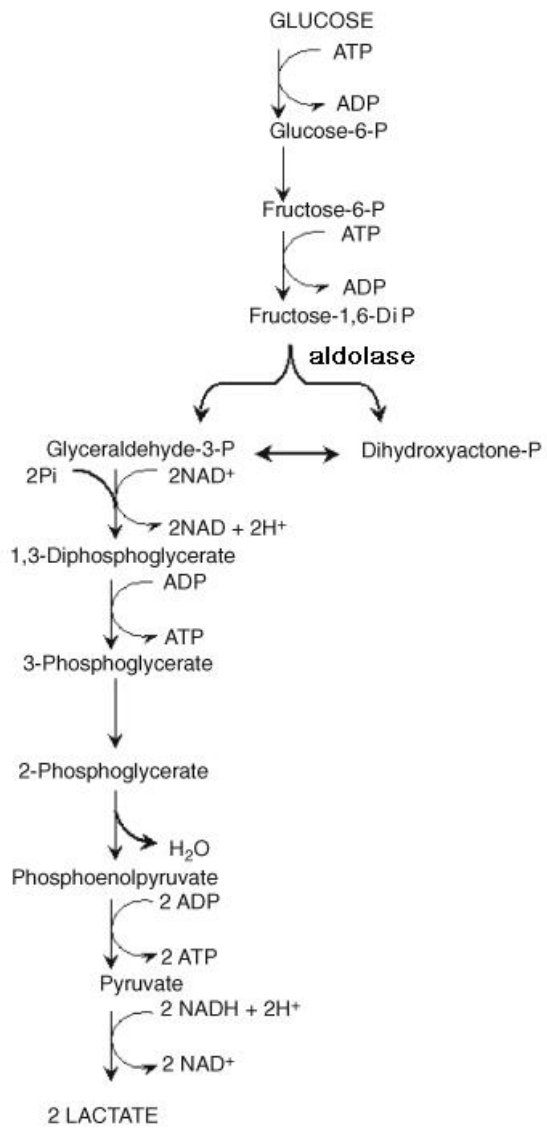 GLUCOSE
ATP
ADP
Glucose-6-P
Fructose-6-P
ATP
ADP
Fructose-1,6-DiP
aldolase
Glyceraldehyde-3-P
Dihydroxyactone-P
2Pi
2NAD⁺
2NAD + 2H⁺
1,3-Diphosphoglycerate
ADP
ATP
3-Phosphoglycerate
2-Phosphoglycerate
H₂O
Phosphoenolpyruvate
2 ADP
2 ATP
Pyruvate
2 NADH + 2H⁺
2 NAD⁺
2 LACTATE